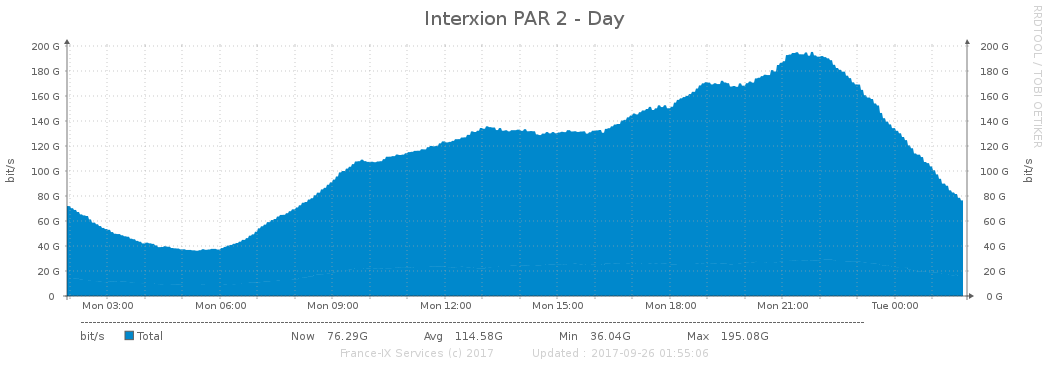 Interxion PAR 2 - Day
RRDTOOL / TOBI OETIKER
200 G 200 G
180 G 180 G
160 G 160 G
140 G 140 G
120 G 120 G
100 G 100 G
80 G 80 G
60 G 60 G
40 G 40 G
20 G 20 G
0 0 G
bit/s bit/s
Mon 03:00 Mon 06:00 Mon 09:00 Mon 12:00 Mon 15:00 Mon 18:00 Mon 21:00 Tue 00:00
bit/s Total Now 76.29G Avg 114.58G Min 36.04G Max 195.08G
France-IX Services (c) 2017 Updated : 2017-09-26 01:55:06